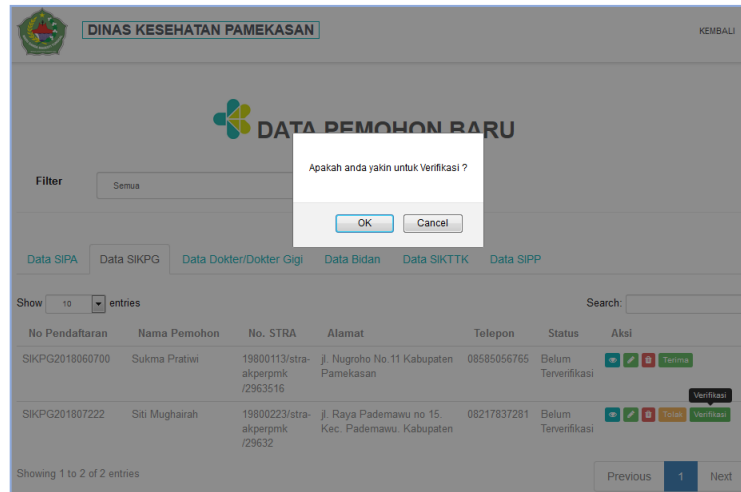 DINAS KESEHATAN PAMEKASAN
KEMBALI
DATA PEMOHON BARU
Apakah anda yakin untuk Verifikasi ?
OK Cancel
Filter Semua
Data SIPA Data SIKPG Data Dokter/Dokter Gigi Data Bidan Data SIKTTK Data SIPP
Show 10 entries Search:
No Pendaftaran Nama Pemohon No. STRA Alamat Telepon Status Aksi
SIKPG2018060700 Sukma Pratiwi 19800113/stra- jl. Nugroho No.11 Kabupaten 08585056765 Belum Terima
akperpmk Pamekasan Terverifikasi
/2963516
Verifikasi
SIKPG201807222 Siti Mughairah 19800223/stra- jl. Raya Pademawu no 15. 08217837281 Belum Tolak Verifikasi
akperpmk Kec. Pademawu. Kabupaten Terverifikasi
/29632
Showing 1 to 2 of 2 entries
Previous 1 Next